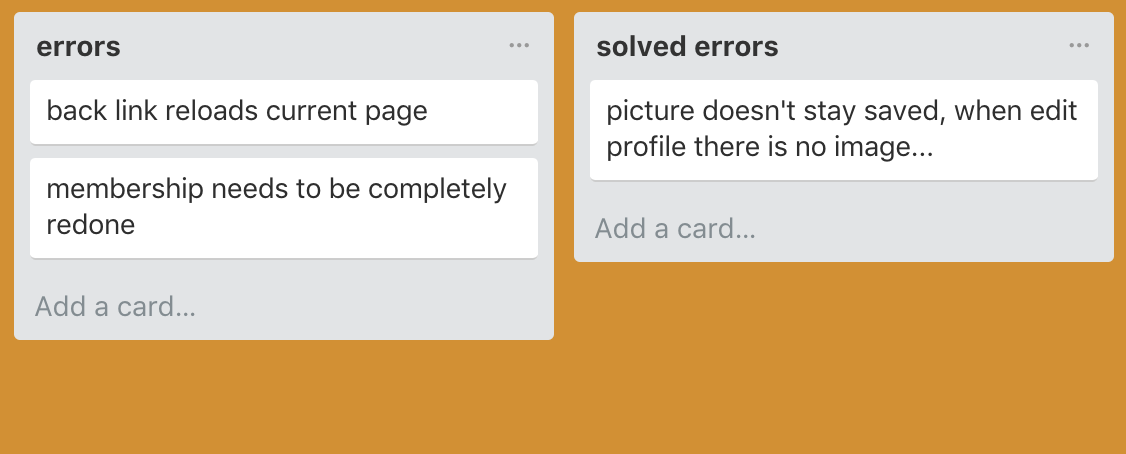 errors
back link reloads current page
membership needs to be completely
redone
Add a card...
solved errors
picture doesn't stay saved, when edit
profile there is no image...
Add a card...